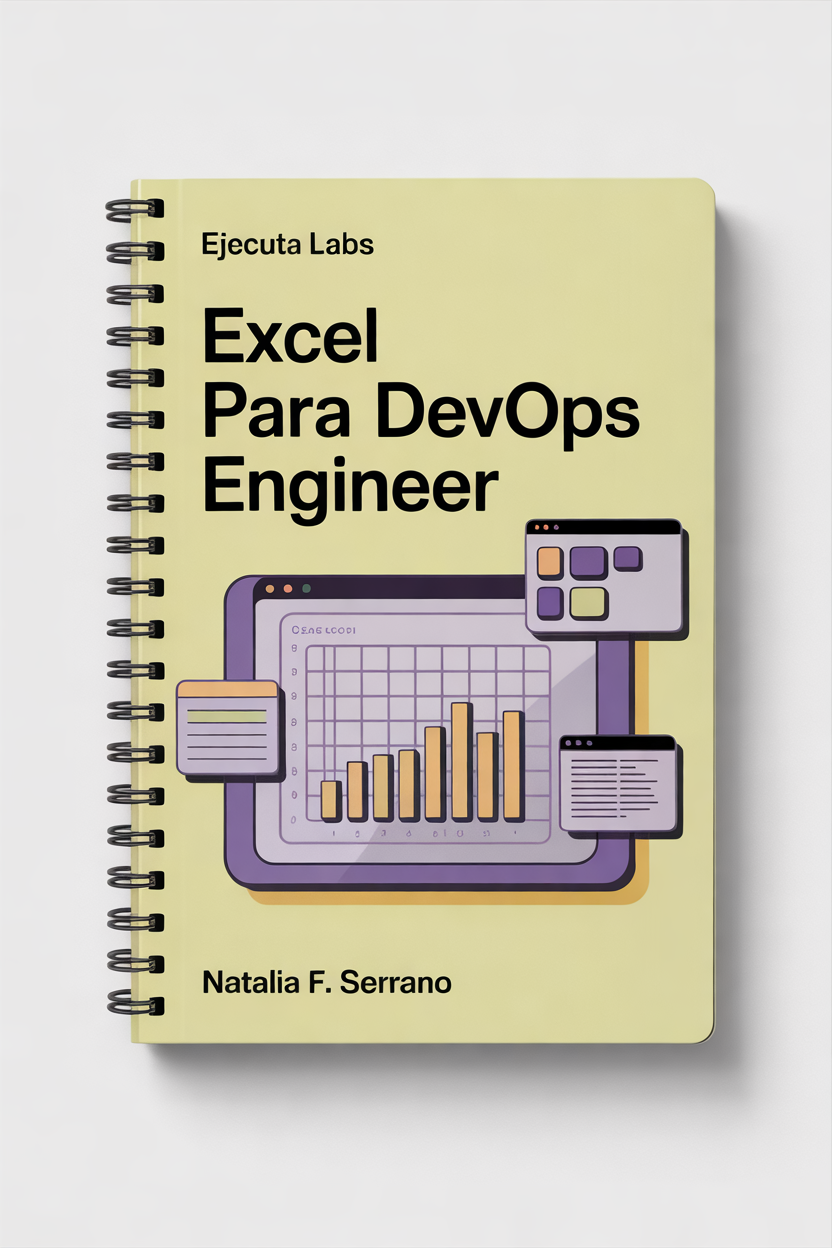 Ejecuta Labs
Excel
Para DevOps
Engineer
Natalia F. Serrano